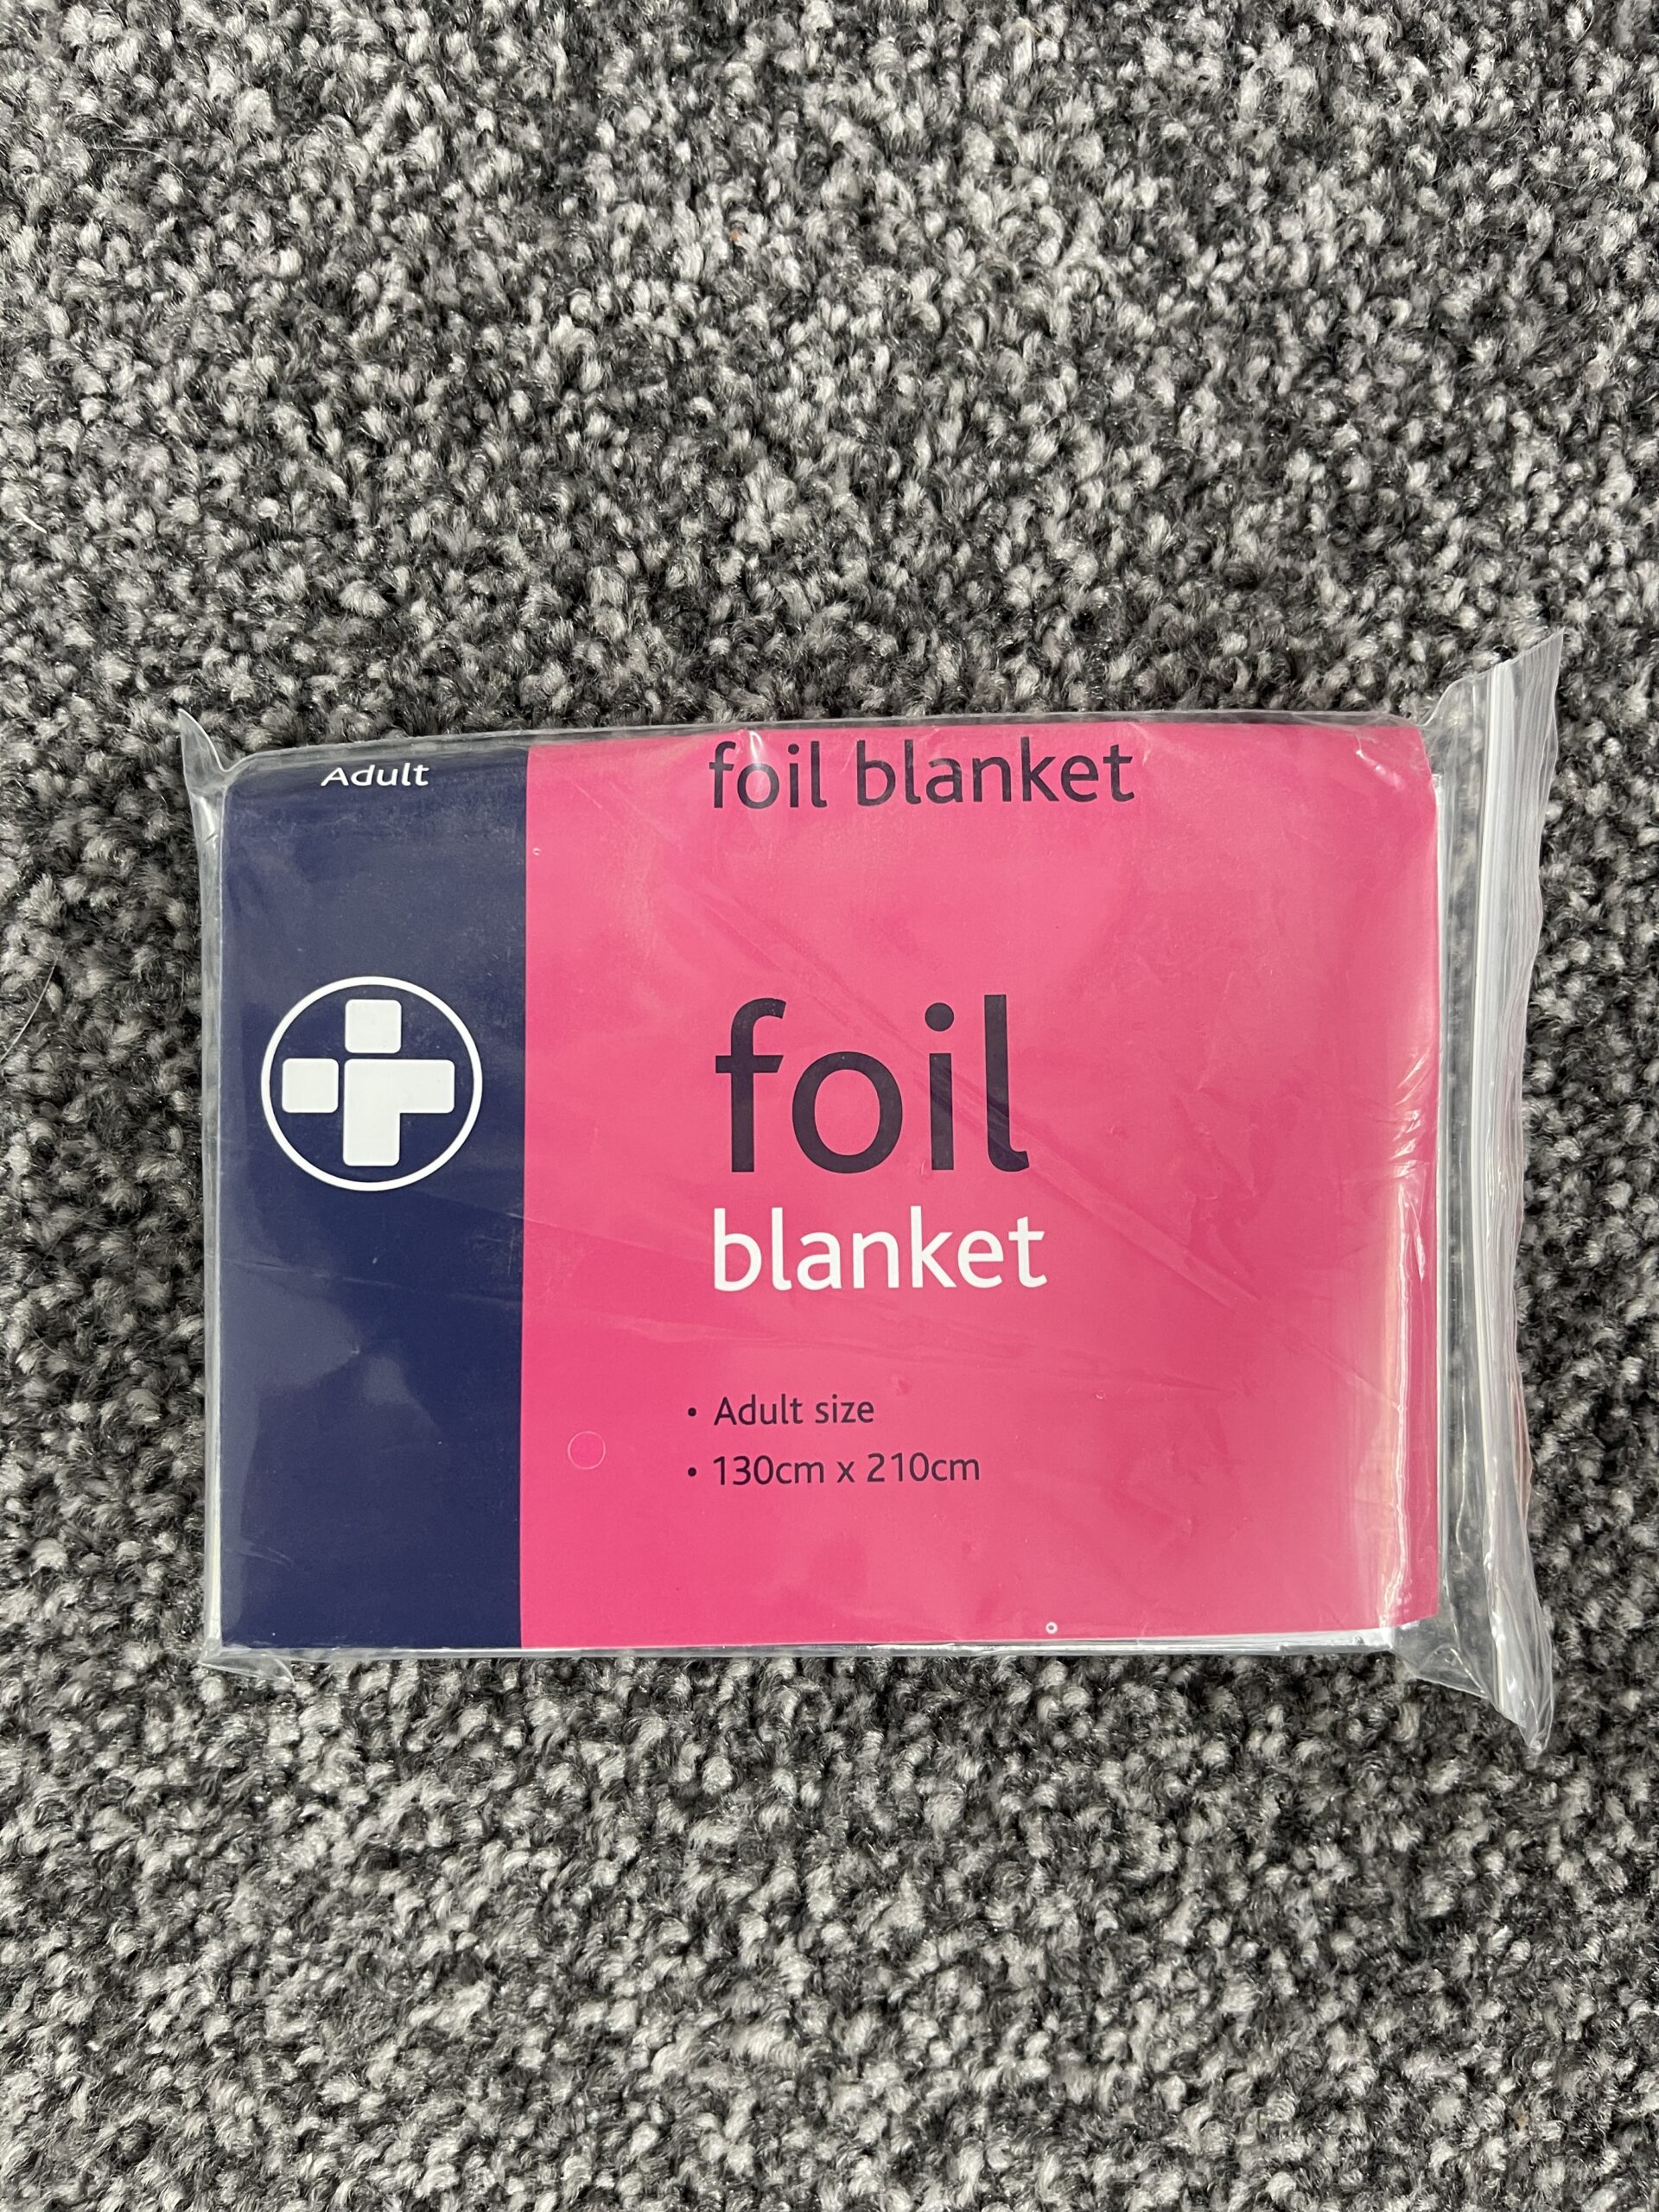 Adult
foil blanket
foil
blanket
• Adult size
• 130cm x 210cm